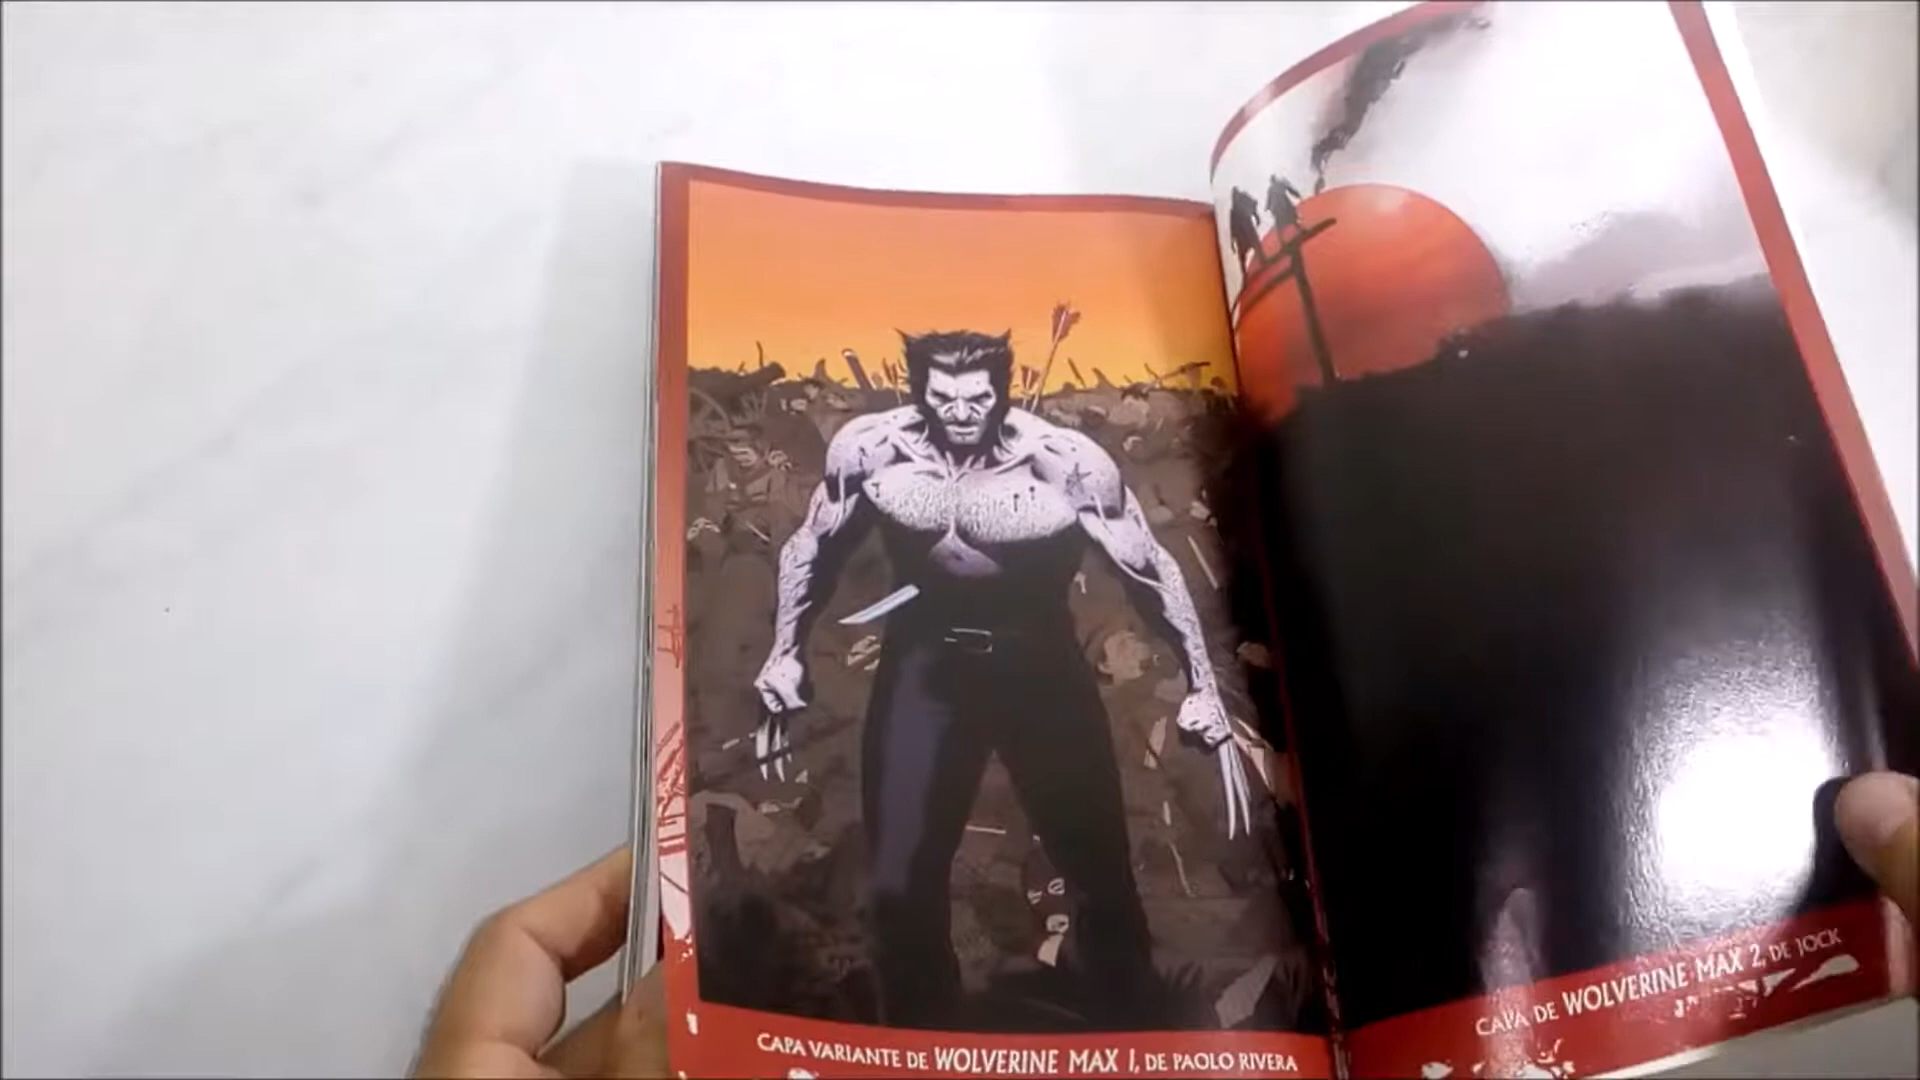 CAPA VARIANTE DE WOLVERINE MAX 1, DE PAOLO RIVERA
CAPA DE WOLVERINE MAX 2, DE JOCK